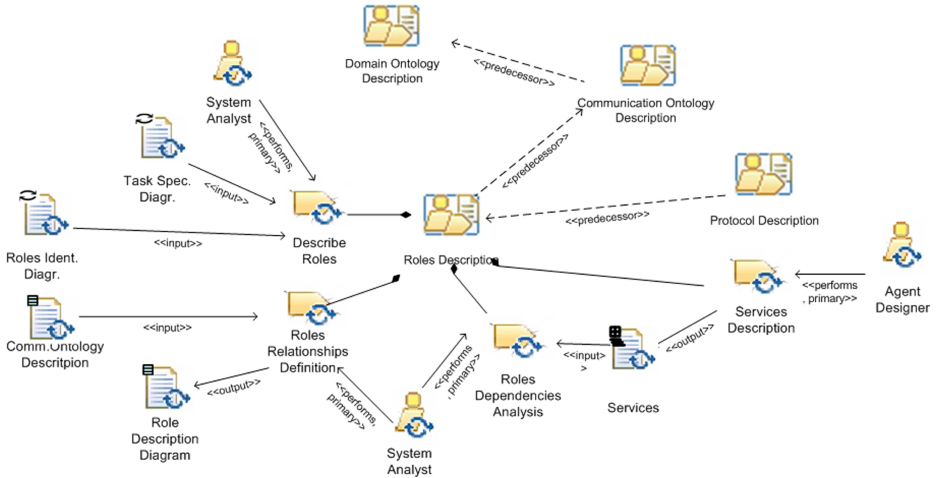 Domain Ontology
Description
<<predecessor>>
Communication Ontology
Description
System
Analyst
<<performs,
primary>>
<<predecessor>>
Task Spec.
Diagr.
<<input>>
Protocol Description
<<predecessor>>
Describe
Roles
Roles Description
Roles Ident.
Diagr.
<<input>>
Agent
Designer
<<performs
, primary>>
Services
Description
Comm.Ontology
Descritpion
<<input>>
Roles
Relationships
Definition
<<output>>
<<input>
>
Services
Roles
Dependencies
Analysis
<<performs
, primary>>
<<performs,
primary>>
<<output>>
Role
Description
Diagram
System
Analyst